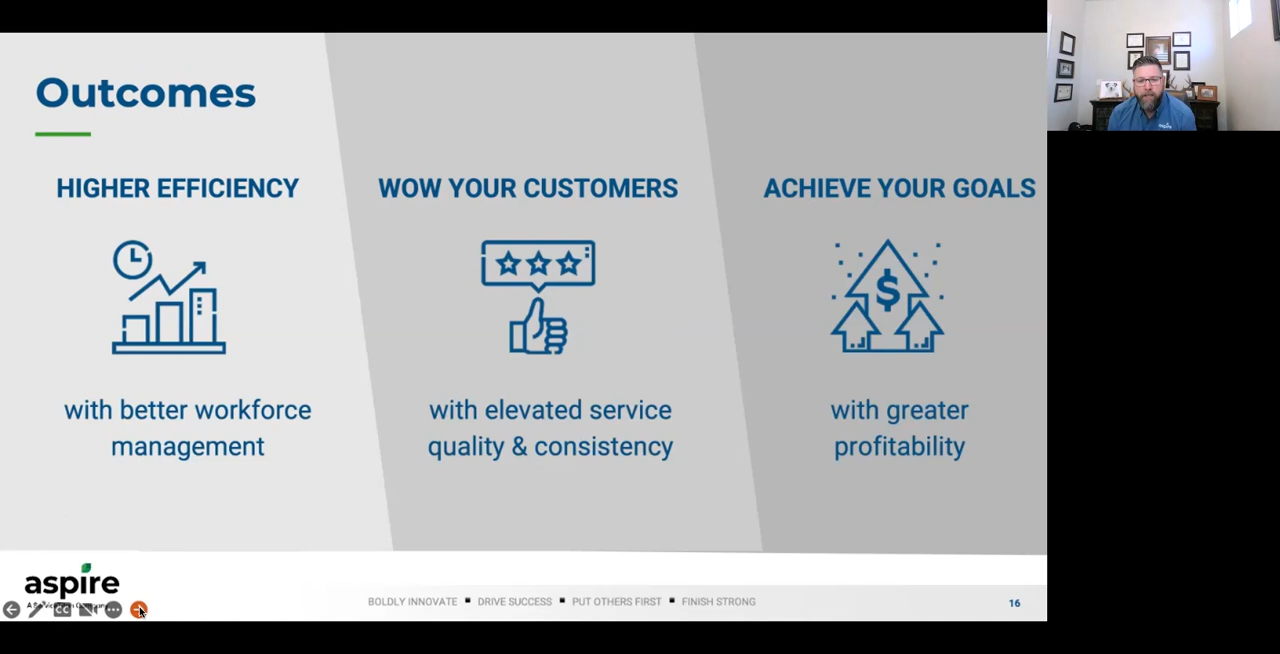 Outcomes
HIGHER EFFICIENCY
WOW YOUR CUSTOMERS
ACHIEVE YOUR GOALS
$
with better workforce
management
with elevated service
quality & consistency
with greater
profitability
aspire
CC
BOLDLY INNOVATE ▪ DRIVE SUCCESS ▪ PUT OTHERS FIRST ▪ FINISH STRONG
16